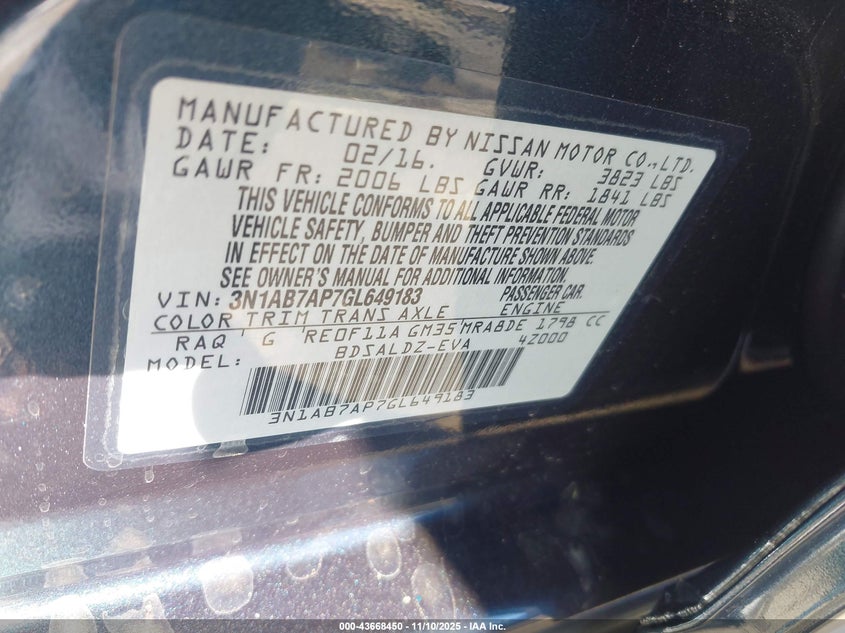 MANUFACTURED BY NISSAN MOTOR CO.,LTD.
DATE: 02/16. GVWR: 3823 LBS
GAWR FR: 2006 LBS GAWR RR: 1841 LBS
THIS VEHICLE CONFORMS TO ALL APPLICABLE FEDERAL MOTOR
VEHICLE SAFETY, BUMPER AND THEFT PREVENTION STANDARDS
IN EFFECT ON THE DATE OF MANUFACTURE SHOWN ABOVE.
SEE OWNER'S MANUAL FOR ADDITIONAL INFORMATION.
VIN: 3N1AB7AP7GL649183 PASSENGER CAR.
COLOR TRIM TRANS AXLE ENGINE
RAQ G RE0F11A GM35 MRA8DE 1798 CC
MODEL: BDSALDZ-EVA 4Z000
3N1AB7AP7GL649183
000-43668450 - 11/10/2025 - IAA Inc.